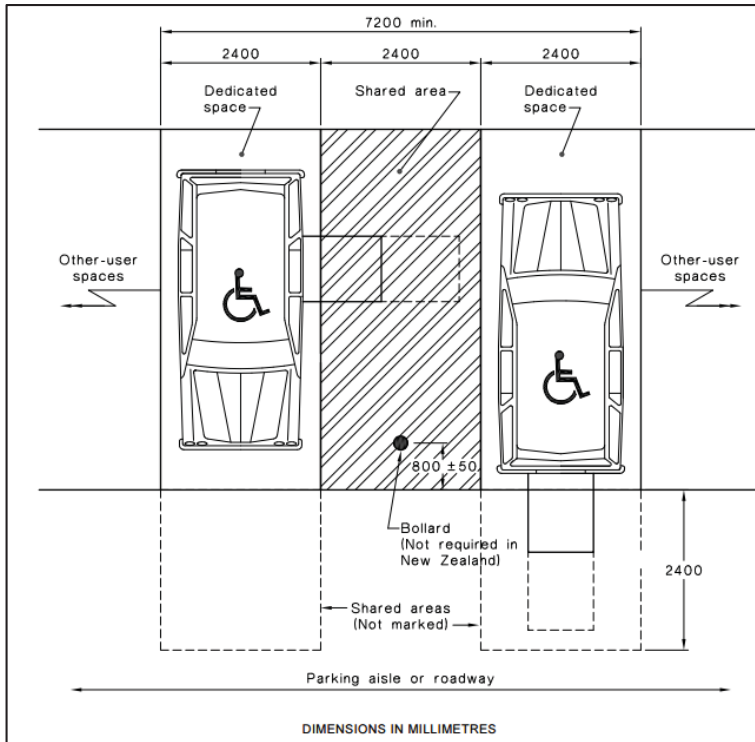 7200 min.
2400
2400
2400
Dedicated
space
Shared area
Dedicated
space
Other-user
spaces
Other-user
spaces
800 ±50
Bollard
(Not required in
New Zealand)
2400
Shared areas
(Not marked)
Parking aisle or roadway
DIMENSIONS IN MILLIMETRES